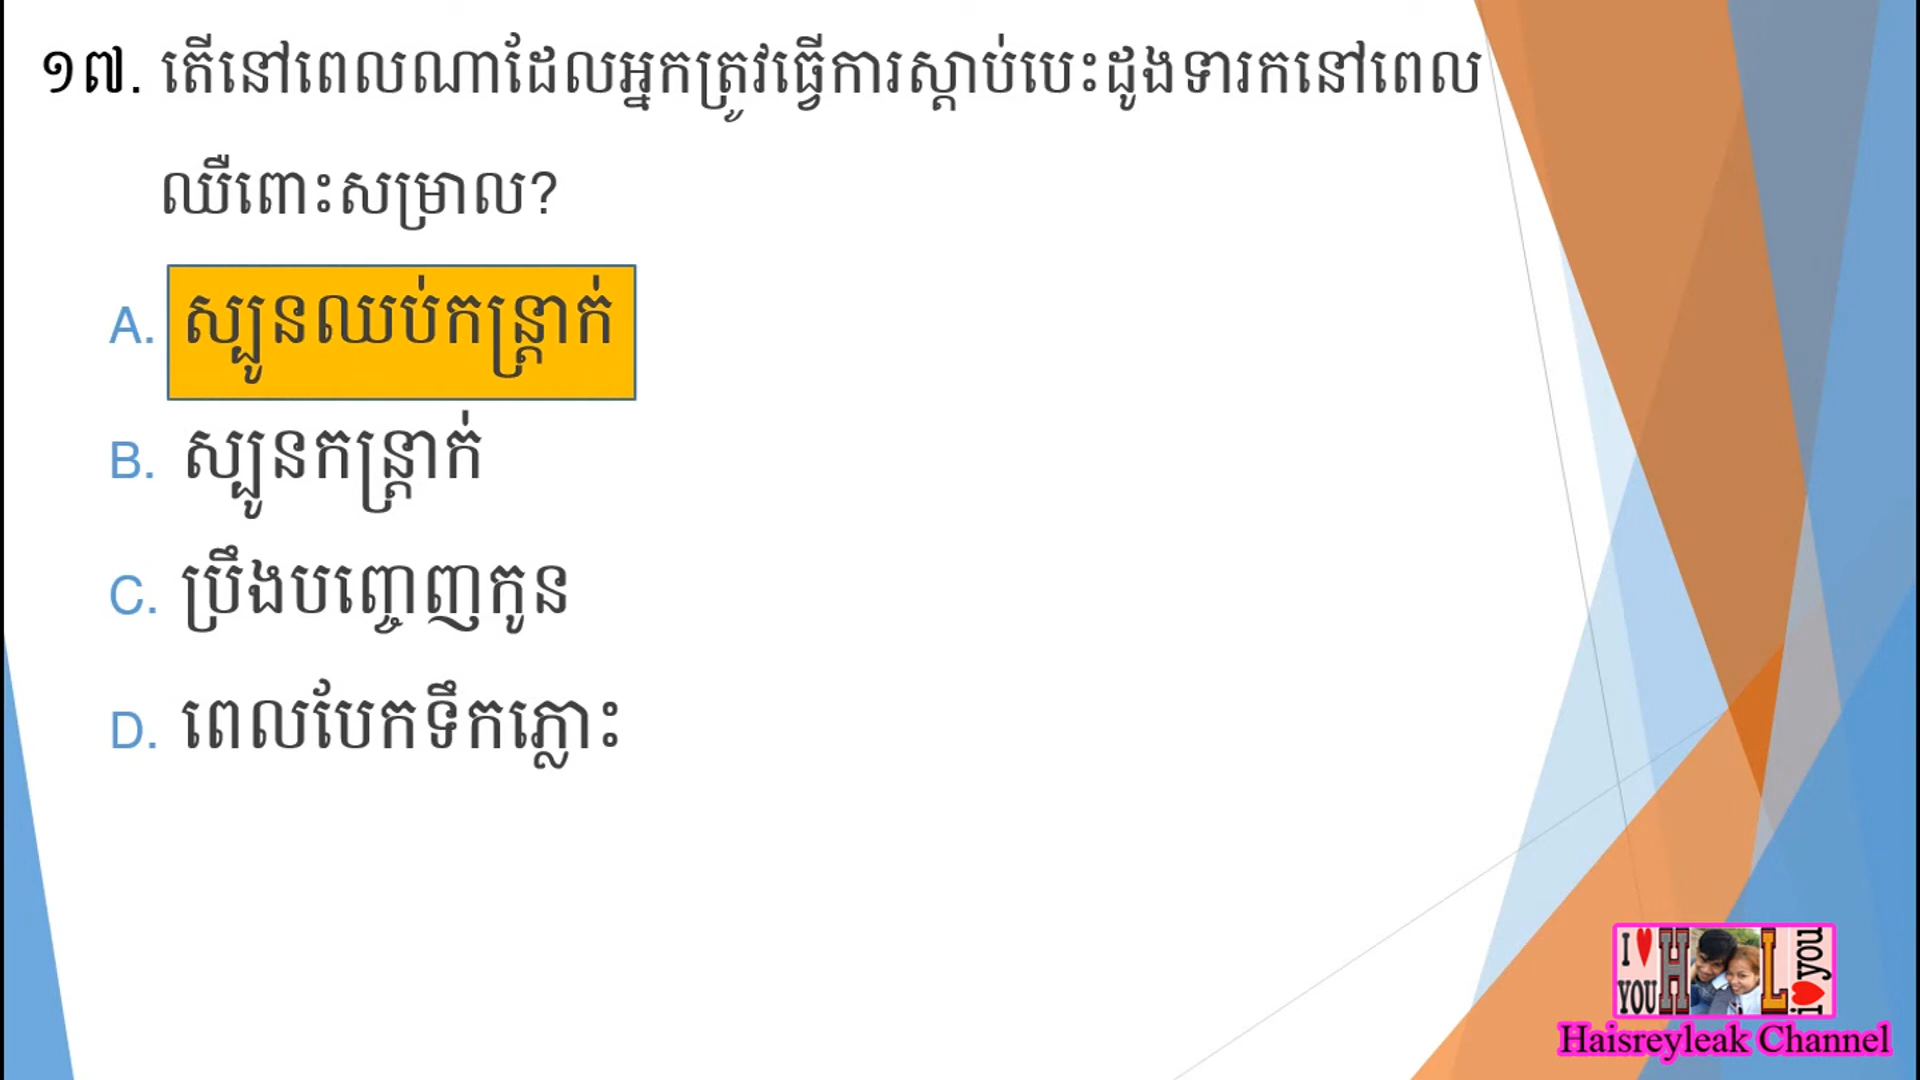 ១៧. តើនៅពេលណាដែលអ្នកត្រូវធ្វើការស្តាប់បេះដូងទារកនៅពេល
ឈឺពោះសម្រាល?
A. ស្បូនឈប់កន្ត្រាក់
B. ស្បូនកន្ត្រាក់
C. ប្រឹងបញ្ចេញកូន
D. ពេលបែកទឹកភ្លោះ
I ♥ YOU H L i ♥ you
Haisreyleak Channel